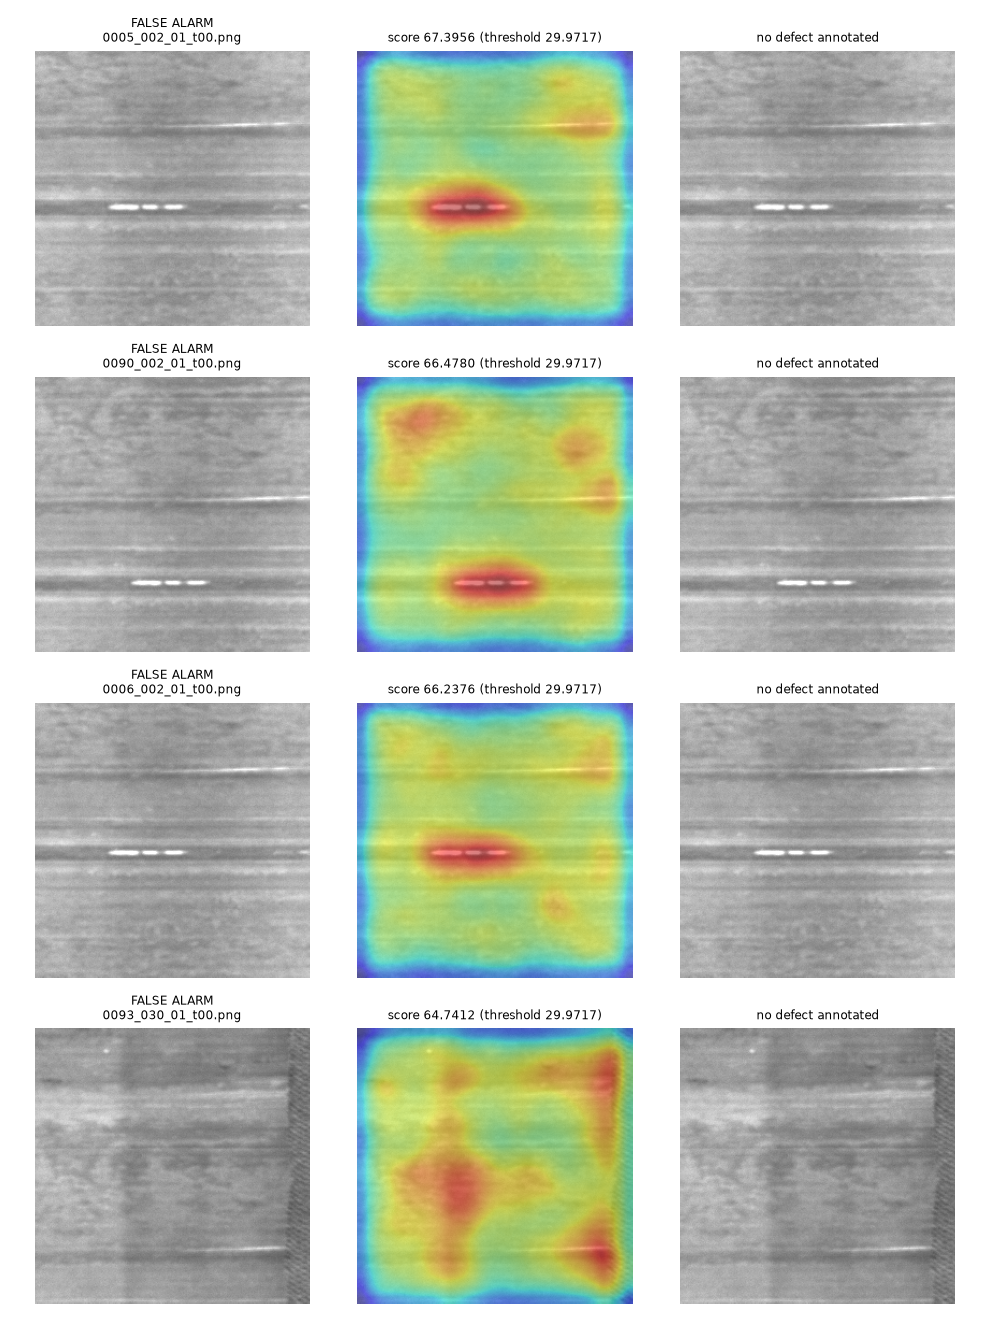 FALSE ALARM
0005_002_01_t00.png
score 67.3956 (threshold 29.9717)
no defect annotated
FALSE ALARM
0090_002_01_t00.png
score 66.4780 (threshold 29.9717)
no defect annotated
FALSE ALARM
0006_002_01_t00.png
score 66.2376 (threshold 29.9717)
no defect annotated
FALSE ALARM
0093_030_01_t00.png
score 64.7412 (threshold 29.9717)
no defect annotated